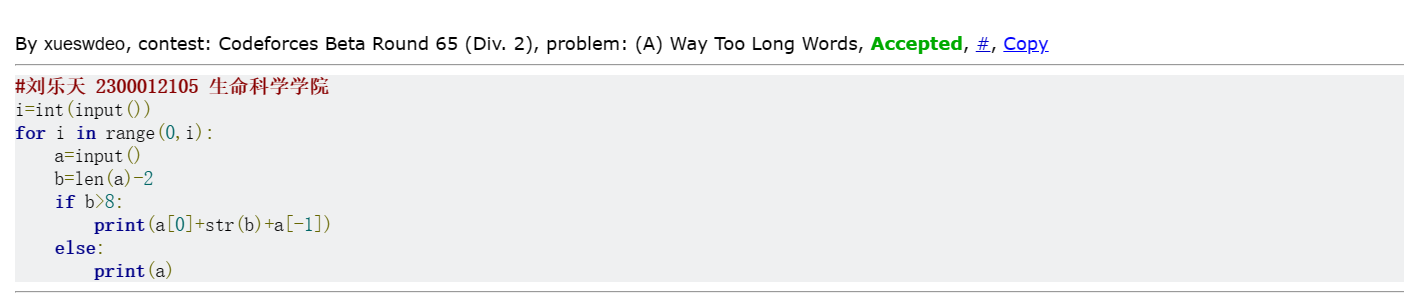 By xueswdeo, contest: Codeforces Beta Round 65 (Div. 2), problem: (A) Way Too Long Words, Accepted, #, Copy
#刘乐天 2300012105 生命科学学院
i=int(input())
for i in range(0,i):
    a=input()
    b=len(a)-2
    if b>8:
        print(a[0]+str(b)+a[-1])
    else:
        print(a)